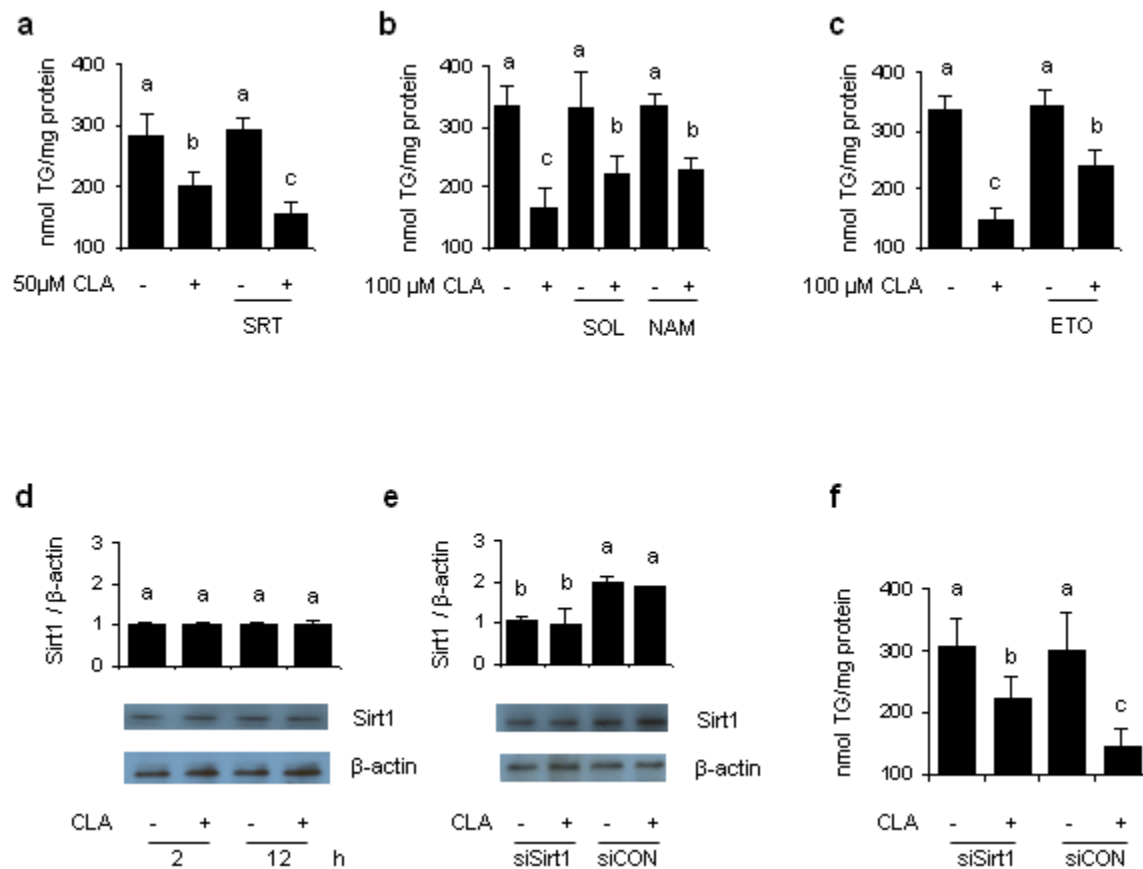 a
nmol TG/mg protein
400
300
200
100
a
b
a
c
50µM CLA - + - +
SRT
b
nmol TG/mg protein
400
300
200
100
a
c
a
b
a
b
100 µM CLA - + - + - +
SOL NAM
c
nmol TG/mg protein
400
300
200
100
a
c
a
b
100 µM CLA - + - +
ETO
d
Sirt1 / β-actin
3
2
1
0
a a a a
Sirt1
β-actin
CLA - + - +
2 12 h
e
Sirt1 / β-actin
3
2
1
0
b b a a
Sirt1
β-actin
CLA - + - +
siSirt1 siCON
f
nmol TG/mg protein
400
300
200
100
a
b
a
c
CLA - + - +
siSirt1 siCON